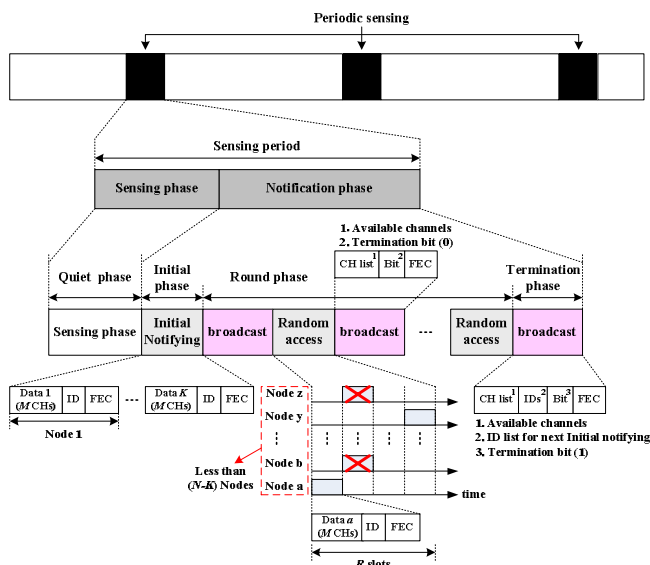 Periodic sensing
Sensing period
Sensing phase
Notification phase
1. Available channels
2. Termination bit (0)
CH list1 Bit2 FEC
Quiet phase
Initial phase
Round phase
Termination phase
Sensing phase
Initial Notifying
broadcast
Random access
broadcast
---
Random access
broadcast
Data 1 (M CHs) ID FEC
---
Data K (M CHs) ID FEC
Node 1
Node z
Node y
Node b
Node a
Less than (N-K) Nodes
time
CH list1 IDs2 Bit3 FEC
1. Available channels
2. ID list for next Initial notifying
3. Termination bit (1)
Data a (M CHs) ID FEC
R slots